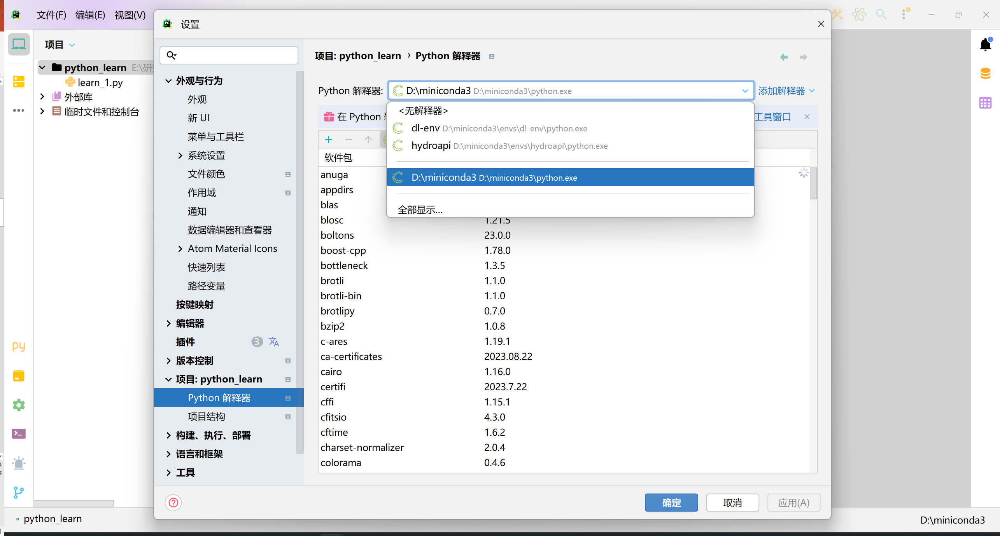 文件(F) 编辑(E) 视图(V)
项目
python_learn E:\研
learn_1.py
外部库
临时文件和控制台
py
设置
外观与行为
外观
新 UI
菜单与工具栏
系统设置
文件颜色
作用域
通知
数据编辑器和查看器
Atom Material Icons
快速列表
路径变量
按键映射
编辑器
插件 3
版本控制
项目: python_learn
Python 解释器
项目结构
构建、执行、部署
语言和框架
工具
项目: python_learn › Python 解释器
Python 解释器: D:\miniconda3 D:\miniconda3\python.exe 添加解释器
<无解释器>
dl-env D:\miniconda3\envs\dl-env\python.exe
hydroapi D:\miniconda3\envs\hydroapi\python.exe
D:\miniconda3 D:\miniconda3\python.exe
全部显示...
在 Python 工具窗口
软件包
anuga
appdirs
blas
blosc 1.21.5
boltons 23.0.0
boost-cpp 1.78.0
bottleneck 1.3.5
brotli 1.1.0
brotli-bin 1.1.0
brotlipy 0.7.0
bzip2 1.0.8
c-ares 1.19.1
ca-certificates 2023.08.22
cairo 1.16.0
certifi 2023.7.22
cffi 1.15.1
cfitsio 4.3.0
cftime 1.6.2
charset-normalizer 2.0.4
colorama 0.4.6
确定 取消 应用(A)
python_learn
D:\miniconda3